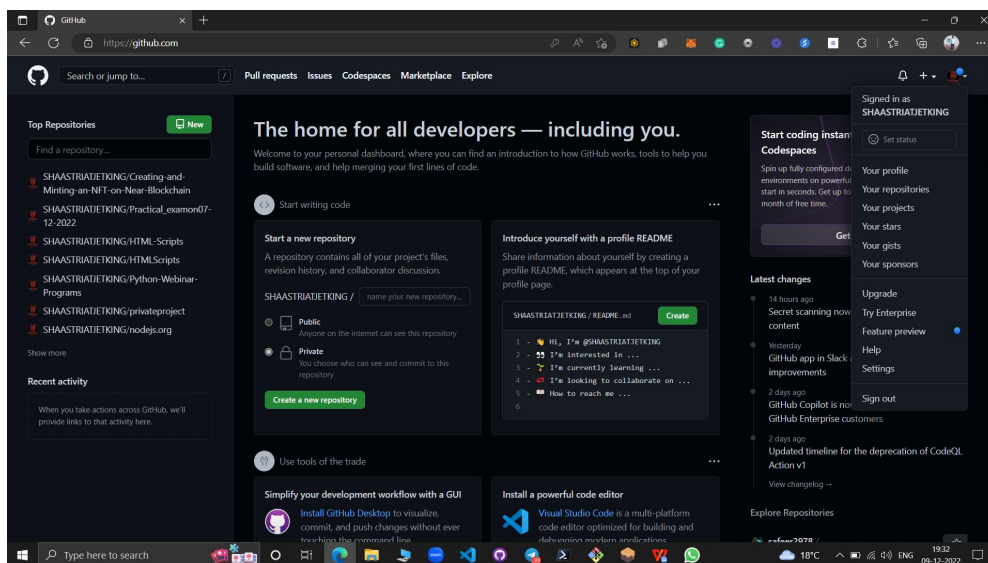 GitHub
https://github.com
Search or jump to...
/
Pull requests Issues Codespaces Marketplace Explore
Top Repositories
New
Find a repository...
SHAASTRIATJETKING/Creating-and-
Minting-an-NFT-on-Near-Blockchain
SHAASTRIATJETKING/Practical_examon07-
12-2022
SHAASTRIATJETKING/HTML-Scripts
SHAASTRIATJETKING/HTMLScripts
SHAASTRIATJETKING/Python-Webinar-
Programs
SHAASTRIATJETKING/privateproject
SHAASTRIATJETKING/nodejs.org
Show more
Recent activity
When you take actions across GitHub, we'll
provide links to that activity here.
The home for all developers — including you.
Welcome to your personal dashboard, where you can find an introduction to how GitHub works, tools to help you
build software, and help merging your first lines of code.
Start writing code
Start a new repository
A repository contains all of your project's files,
revision history, and collaborator discussion.
SHAASTRIATJETKING / name your new repository...
Public
Anyone on the internet can see this repository
Private
You choose who can see and commit to this
repository
Create a new repository
Introduce yourself with a profile README
Share information about yourself by creating a
profile README, which appears at the top of your
profile page.
SHAASTRIATJETKING / README.md
Create
1 - 👋 Hi, I'm @SHAASTRIATJETKING
2 - 👀 I'm interested in ...
3 - 🌱 I'm currently learning ...
4 - 💞️ I'm looking to collaborate on ...
5 - 📫 How to reach me ...
6
Use tools of the trade
Simplify your development workflow with a GUI
Install GitHub Desktop to visualize,
commit, and push changes without ever
touching the command line.
Install a powerful code editor
Visual Studio Code is a multi-platform
code editor optimized for building and
debugging modern applications.
Start coding instan
Codespaces
Spin up fully configured d
environments on powerful
start in seconds. Get up to
month of free time.
Get
Latest changes
14 hours ago
Secret scanning now
content
Yesterday
GitHub app in Slack
improvements
2 days ago
GitHub Copilot is no
GitHub Enterprise customers
2 days ago
Updated timeline for the deprecation of CodeQL
Action v1
View changelog →
Explore Repositories
safeer2978 /
Signed in as
SHAASTRIATJETKING
Set status
Your profile
Your repositories
Your projects
Your stars
Your gists
Your sponsors
Upgrade
Try Enterprise
Feature preview
Help
Settings
Sign out
Type here to search
18°C
ENG
1932
09-12-2022